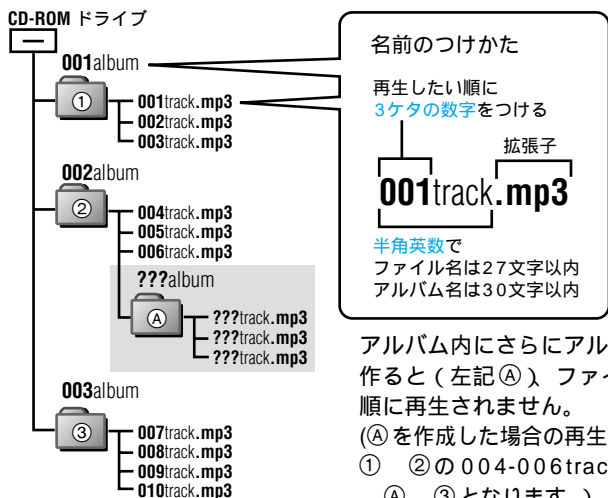 CD-ROM ドライブ
001album
①
001track.mp3
002track.mp3
003track.mp3
002album
②
004track.mp3
005track.mp3
006track.mp3
???album
Ⓐ
???track.mp3
???track.mp3
???track.mp3
003album
③
007track.mp3
008track.mp3
009track.mp3
010track.mp3
名前のつけかた
再生したい順に
3ケタの数字をつける
拡張子
001track.mp3
半角英数で
ファイル名は27文字以内
アルバム名は30文字以内
アルバム内にさらにアル
作ると(左記Ⓐ)、ファイ
順に再生されません。
(Ⓐを作成した場合の再生
① ②の004-006trac
Ⓐ ③となります。)